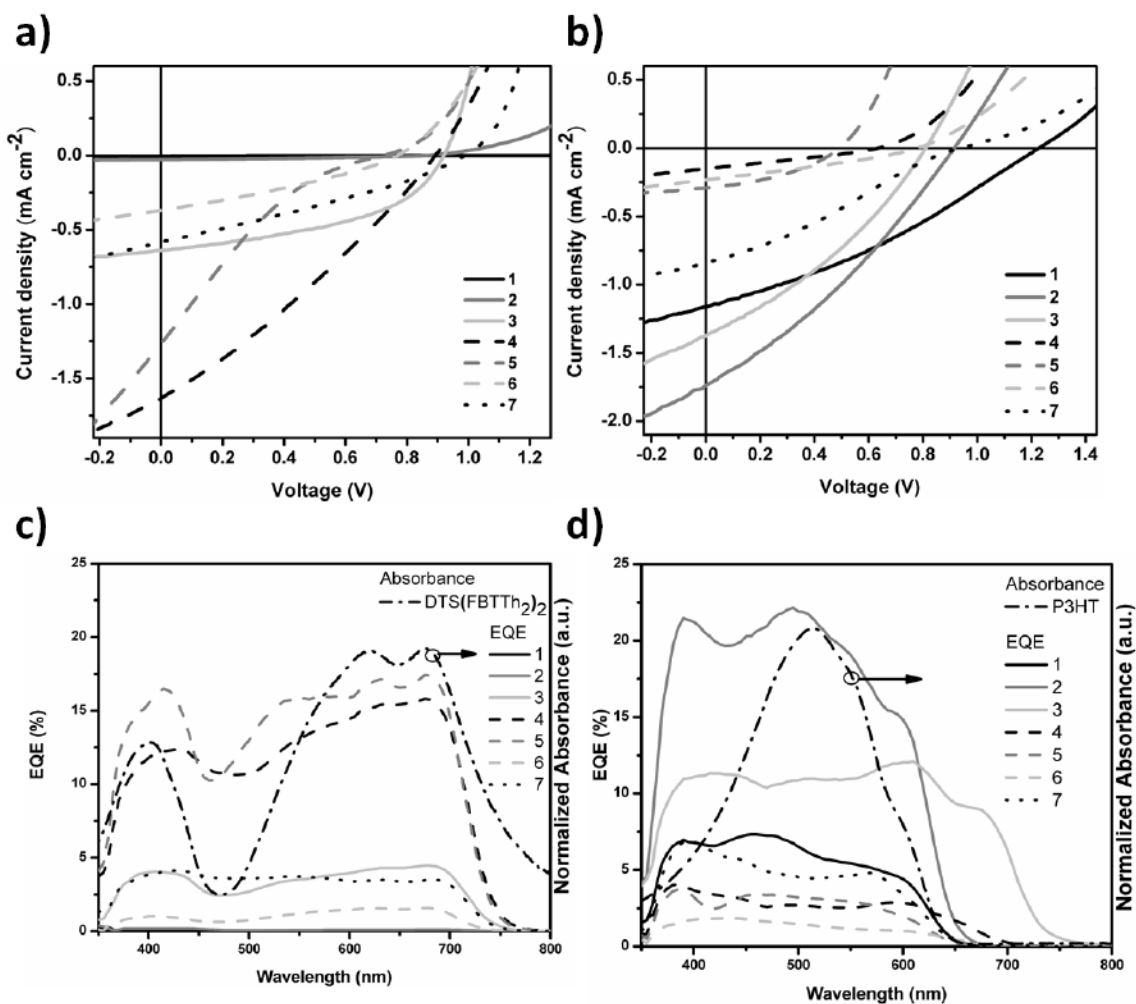 a)
0.5
0.0
-0.5
-1.0
-1.5
Current density (mA cm-2)
1
2
3
4
5
6
7
-0.2 0.0 0.2 0.4 0.6 0.8 1.0 1.2
Voltage (V)
b)
0.5
0.0
-0.5
-1.0
-1.5
-2.0
Current density (mA cm-2)
1
2
3
4
5
6
7
-0.2 0.0 0.2 0.4 0.6 0.8 1.0 1.2 1.4
Voltage (V)
c)
25
20
15
10
5
0
EQE (%)
Absorbance
DTS(FBTTh2)2
EQE
1
2
3
4
5
6
7
Normalized Absorbance (a.u.)
400 500 600 700 800
Wavelength (nm)
d)
25
20
15
10
5
0
EQE (%)
Absorbance
P3HT
EQE
1
2
3
4
5
6
7
Normalized Absorbance (a.u.)
400 500 600 700 800
Wavelength (nm)